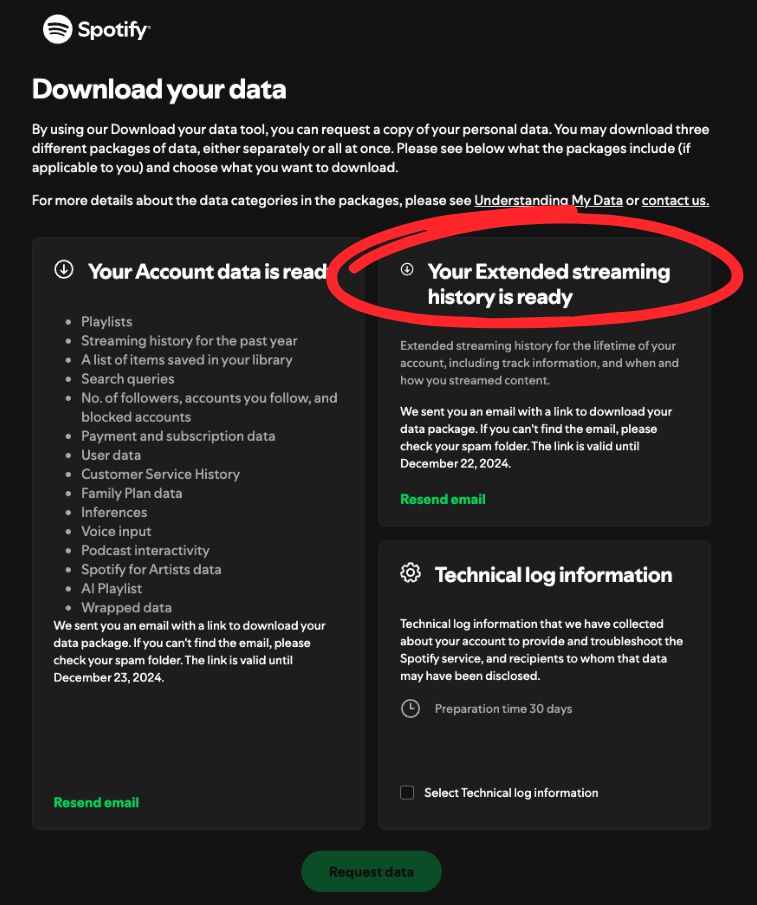 Spotify
Download your data
By using our Download your data tool, you can request a copy of your personal data. You may download three
different packages of data, either separately or all at once. Please see below what the packages include (if
applicable to you) and choose what you want to download.
For more details about the data categories in the packages, please see Understanding My Data or contact us.
Your Account data is read
Playlists
Streaming history for the past year
A list of items saved in your library
Search queries
No. of followers, accounts you follow, and
blocked accounts
Payment and subscription data
User data
Customer Service History
Family Plan data
Inferences
Voice input
Podcast interactivity
Spotify for Artists data
AI Playlist
Wrapped data
We sent you an email with a link to download your
data package. If you can't find the email, please
check your spam folder. The link is valid until
December 23, 2024.
Resend email
Your Extended streaming
history is ready
Extended streaming history for the lifetime of your
account, including track information, and when and
how you streamed content.
We sent you an email with a link to download your
data package. If you can't find the email, please
check your spam folder. The link is valid until
December 22, 2024.
Resend email
Technical log information
Technical log information that we have collected
about your account to provide and troubleshoot the
Spotify service, and recipients to whom that data
may have been disclosed.
Preparation time 30 days
Select Technical log information
Request data